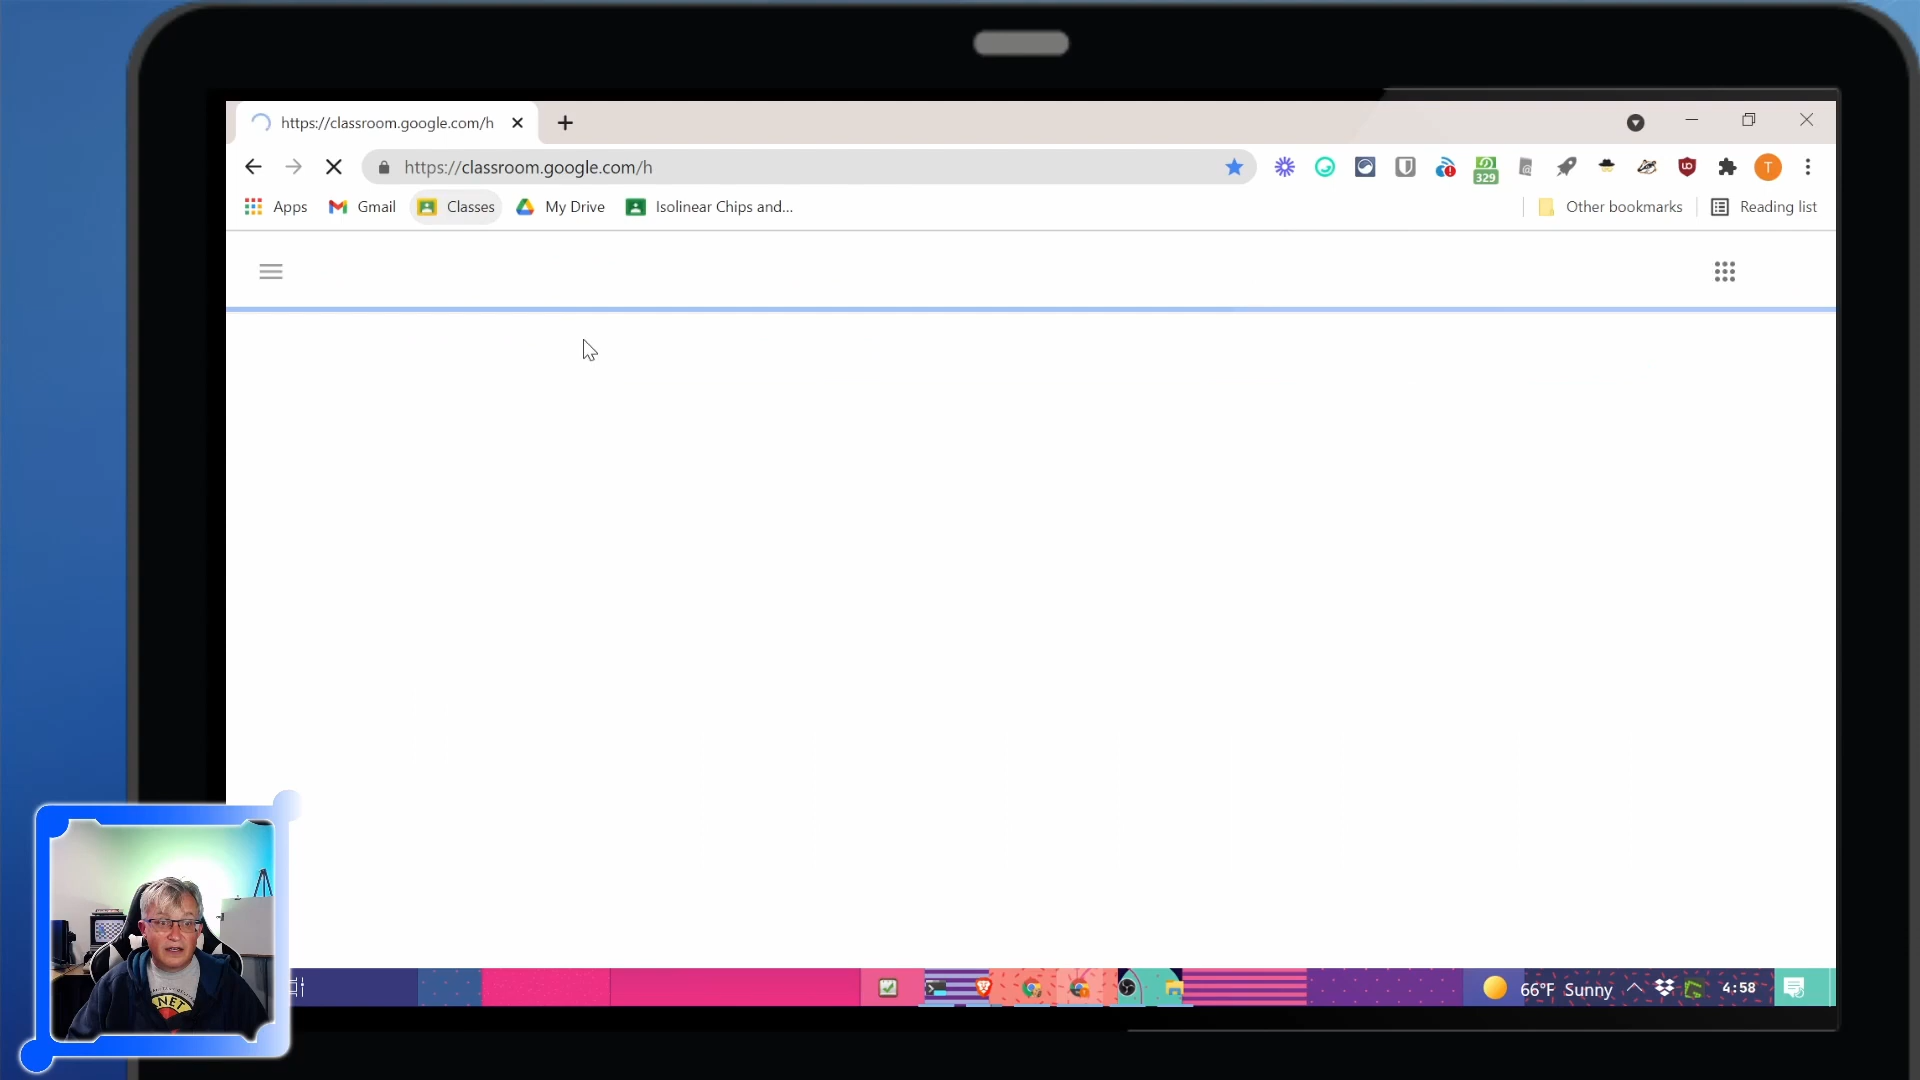 https://classroom.google.com/h
https://classroom.google.com/h
329
T
Apps Gmail Classes My Drive Isolinear Chips and... Other bookmarks Reading list
NET
66°F Sunny 4:58